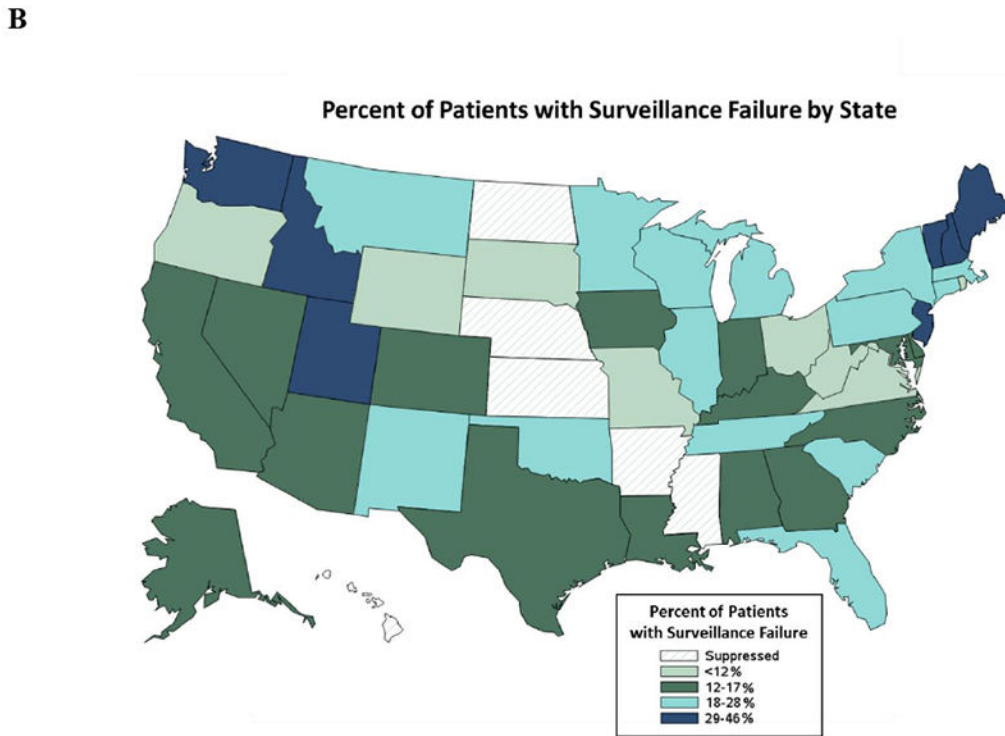 B
Percent of Patients with Surveillance Failure by State
Percent of Patients
with Surveillance Failure
Suppressed
<12%
12-17%
18-28%
29-46%